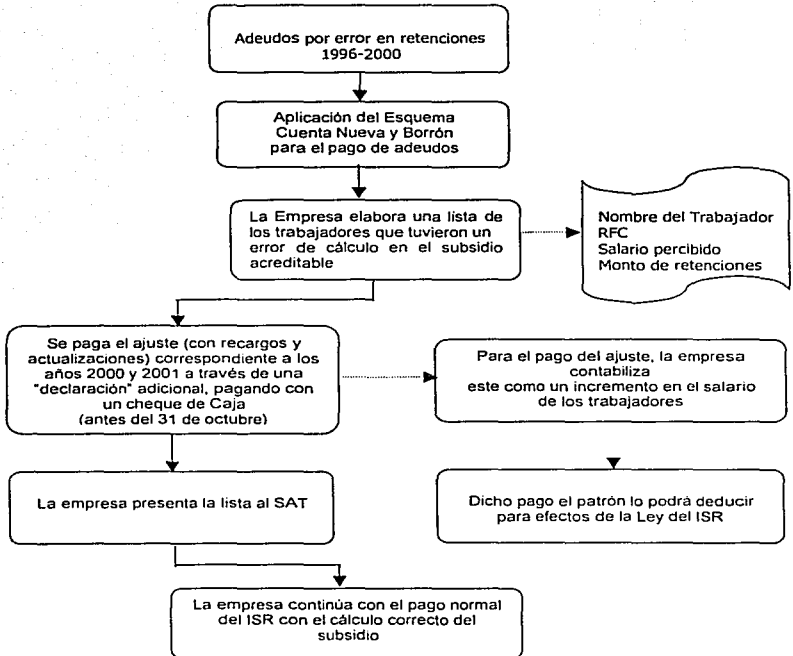 Adeudos por error en retenciones
1996-2000
Aplicación del Esquema
Cuenta Nueva y Borrón
para el pago de adeudos
La Empresa elabora una lista de
los trabajadores que tuvieron un
error de cálculo en el subsidio
acreditable
Nombre del Trabajador
RFC
Salario percibido
Monto de retenciones
Se paga el ajuste (con recargos y
actualizaciones) correspondiente a los
años 2000 y 2001 a través de una
"declaración" adicional, pagando con
un cheque de Caja
(antes del 31 de octubre)
Para el pago del ajuste, la empresa
contabiliza
este como un incremento en el salario
de los trabajadores
La empresa presenta la lista al SAT
Dicho pago el patrón lo podrá deducir
para efectos de la Ley del ISR
La empresa continúa con el pago normal
del ISR con el cálculo correcto del
subsidio